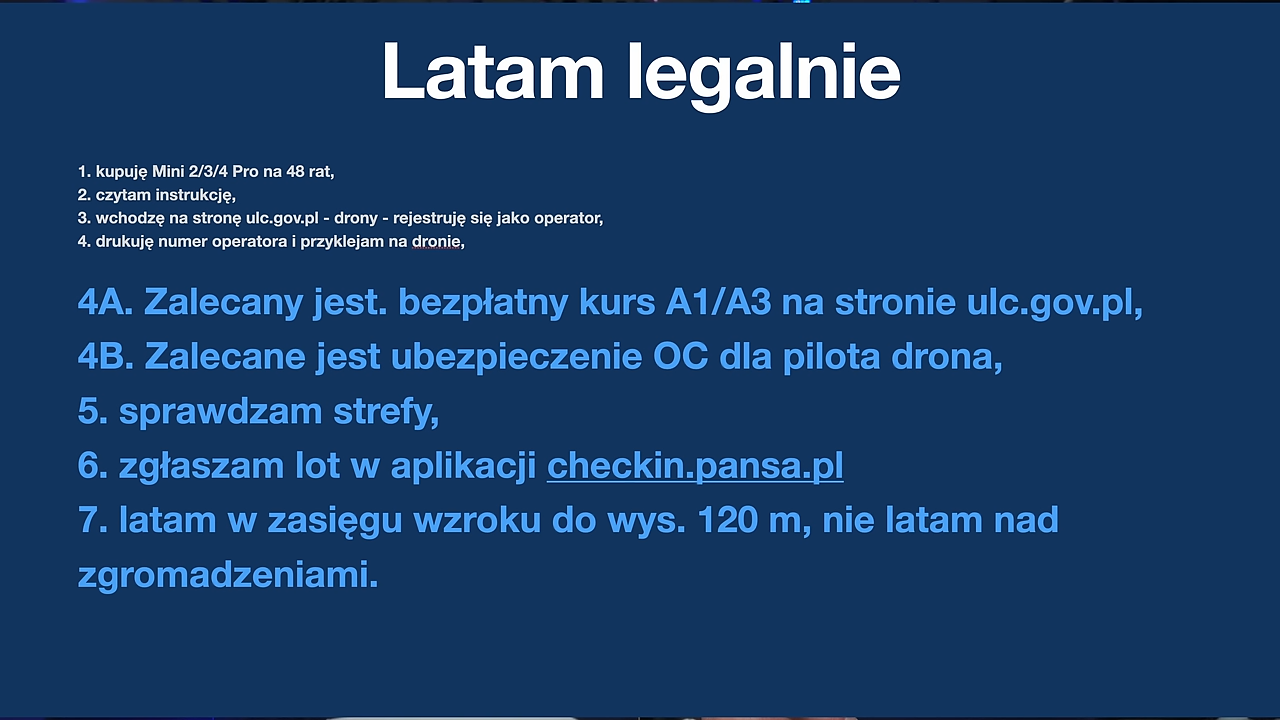 Latam legalnie
1. kupuję Mini 2/3/4 Pro na 48 rat,
2. czytam instrukcję,
3. wchodzę na stronę ulc.gov.pl - drony - rejestruję się jako operator,
4. drukuję numer operatora i przyklejam na dronie,
4A. Zalecany jest. bezpłatny kurs A1/A3 na stronie ulc.gov.pl,
4B. Zalecane jest ubezpieczenie OC dla pilota drona,
5. sprawdzam strefy,
6. zgłaszam lot w aplikacji checkin.pansa.pl
7. latam w zasięgu wzroku do wys. 120 m, nie latam nad
zgromadzeniami.